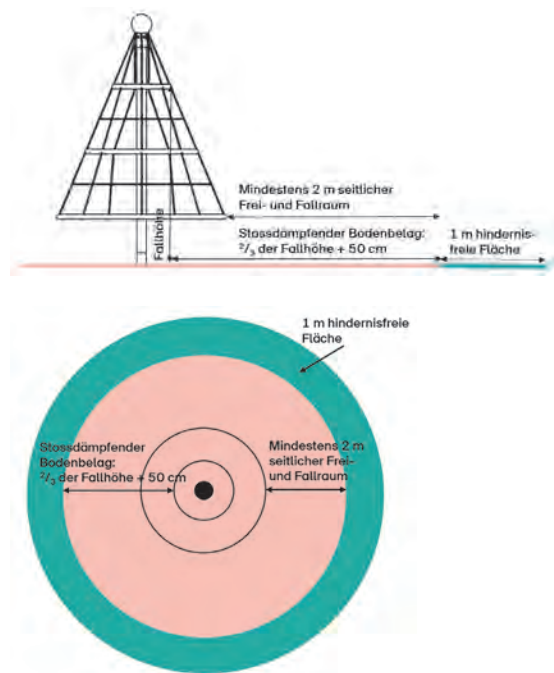 Mindestens 2 m seitlicher
Frei- und Fallraum
Fallhöhe
Stossdämpfender Bodenbelag:
²/₃ der Fallhöhe + 50 cm
1 m hindernis-
freie Fläche
1 m hindernisfreie
Fläche
Stossdämpfender
Bodenbelag:
²/₃ der Fallhöhe + 50 cm
Mindestens 2 m
seitlicher Frei-
und Fallraum